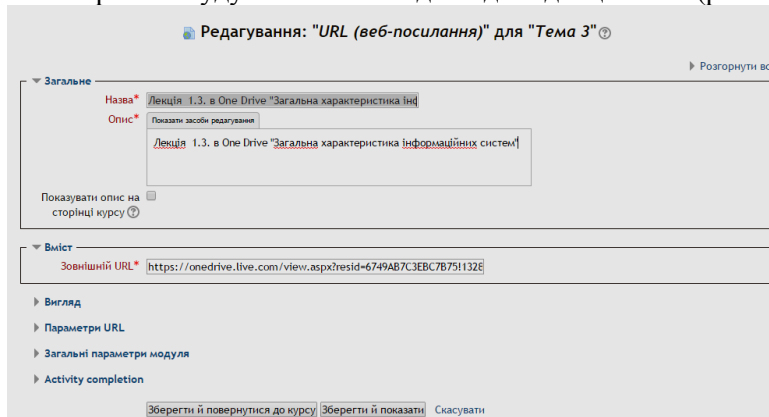 Редагування: "URL (веб-посилання)" для "Тема 3"
Розгорнути вс
Загальне
Назва* Лекція 1.3. в One Drive "Загальна характеристика інф
Опис* Показати засоби редагування
Лекція 1.3. в One Drive "Загальна характеристика інформаційних систем"
Показувати опис на
сторінці курсу
Вміст
Зовнішній URL* https://onedrive.live.com/view.aspx?resid=6749AB7C3EBC7B75!1328
Вигляд
Параметри URL
Загальні параметри модуля
Activity completion
Зберегти й повернутися до курсу Зберегти й показати Скасувати